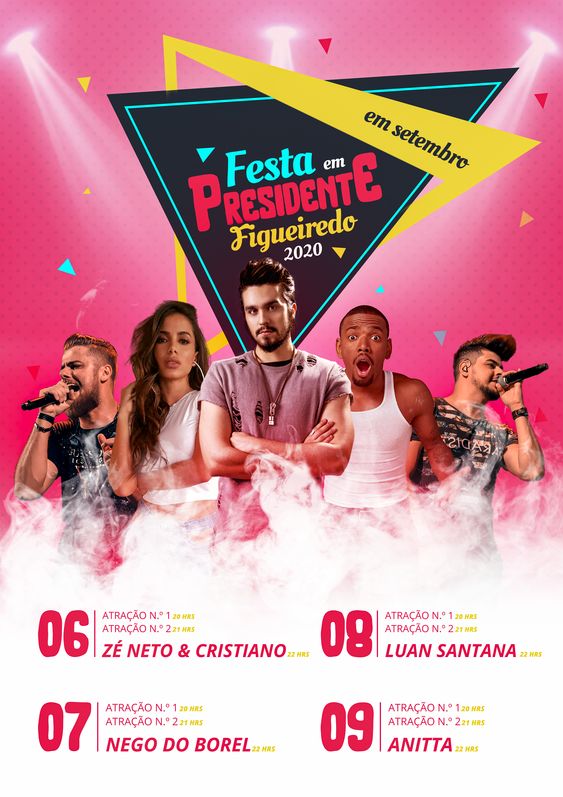 em setembro
Festa em
PRESIDENTE
Figueiredo
2020
06
ATRAÇÃO N.º 1 20 HRS
ATRAÇÃO N.º 2 21 HRS
ZÉ NETO & CRISTIANO 22 HRS
08
ATRAÇÃO N.º 1 20 HRS
ATRAÇÃO N.º 2 21 HRS
LUAN SANTANA 22 HRS
07
ATRAÇÃO N.º 1 20 HRS
ATRAÇÃO N.º 2 21 HRS
NEGO DO BOREL 22 HRS
09
ATRAÇÃO N.º 1 20 HRS
ATRAÇÃO N.º 2 21 HRS
ANITTA 22 HRS